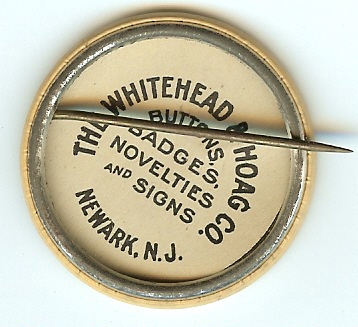 THE WHITEHEAD & HOAG CO.
BUTTONS,
BADGES,
NOVELTIES
AND SIGNS
NEWARK, N.J.